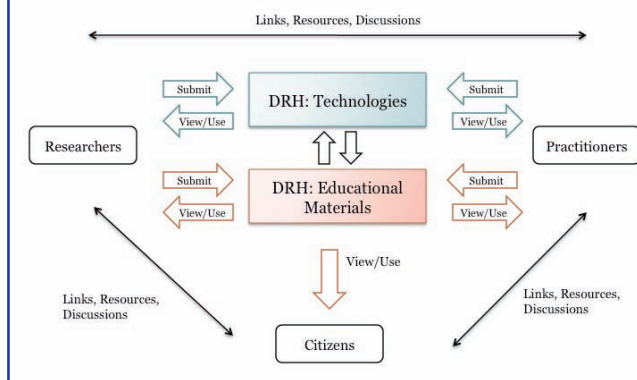 Links, Resources, Discussions
Submit
DRH: Technologies
Submit
View/Use
View/Use
Researchers
Practitioners
Submit
DRH: Educational
Materials
Submit
View/Use
View/Use
View/Use
Links, Resources,
Discussions
Links, Resources,
Discussions
Citizens